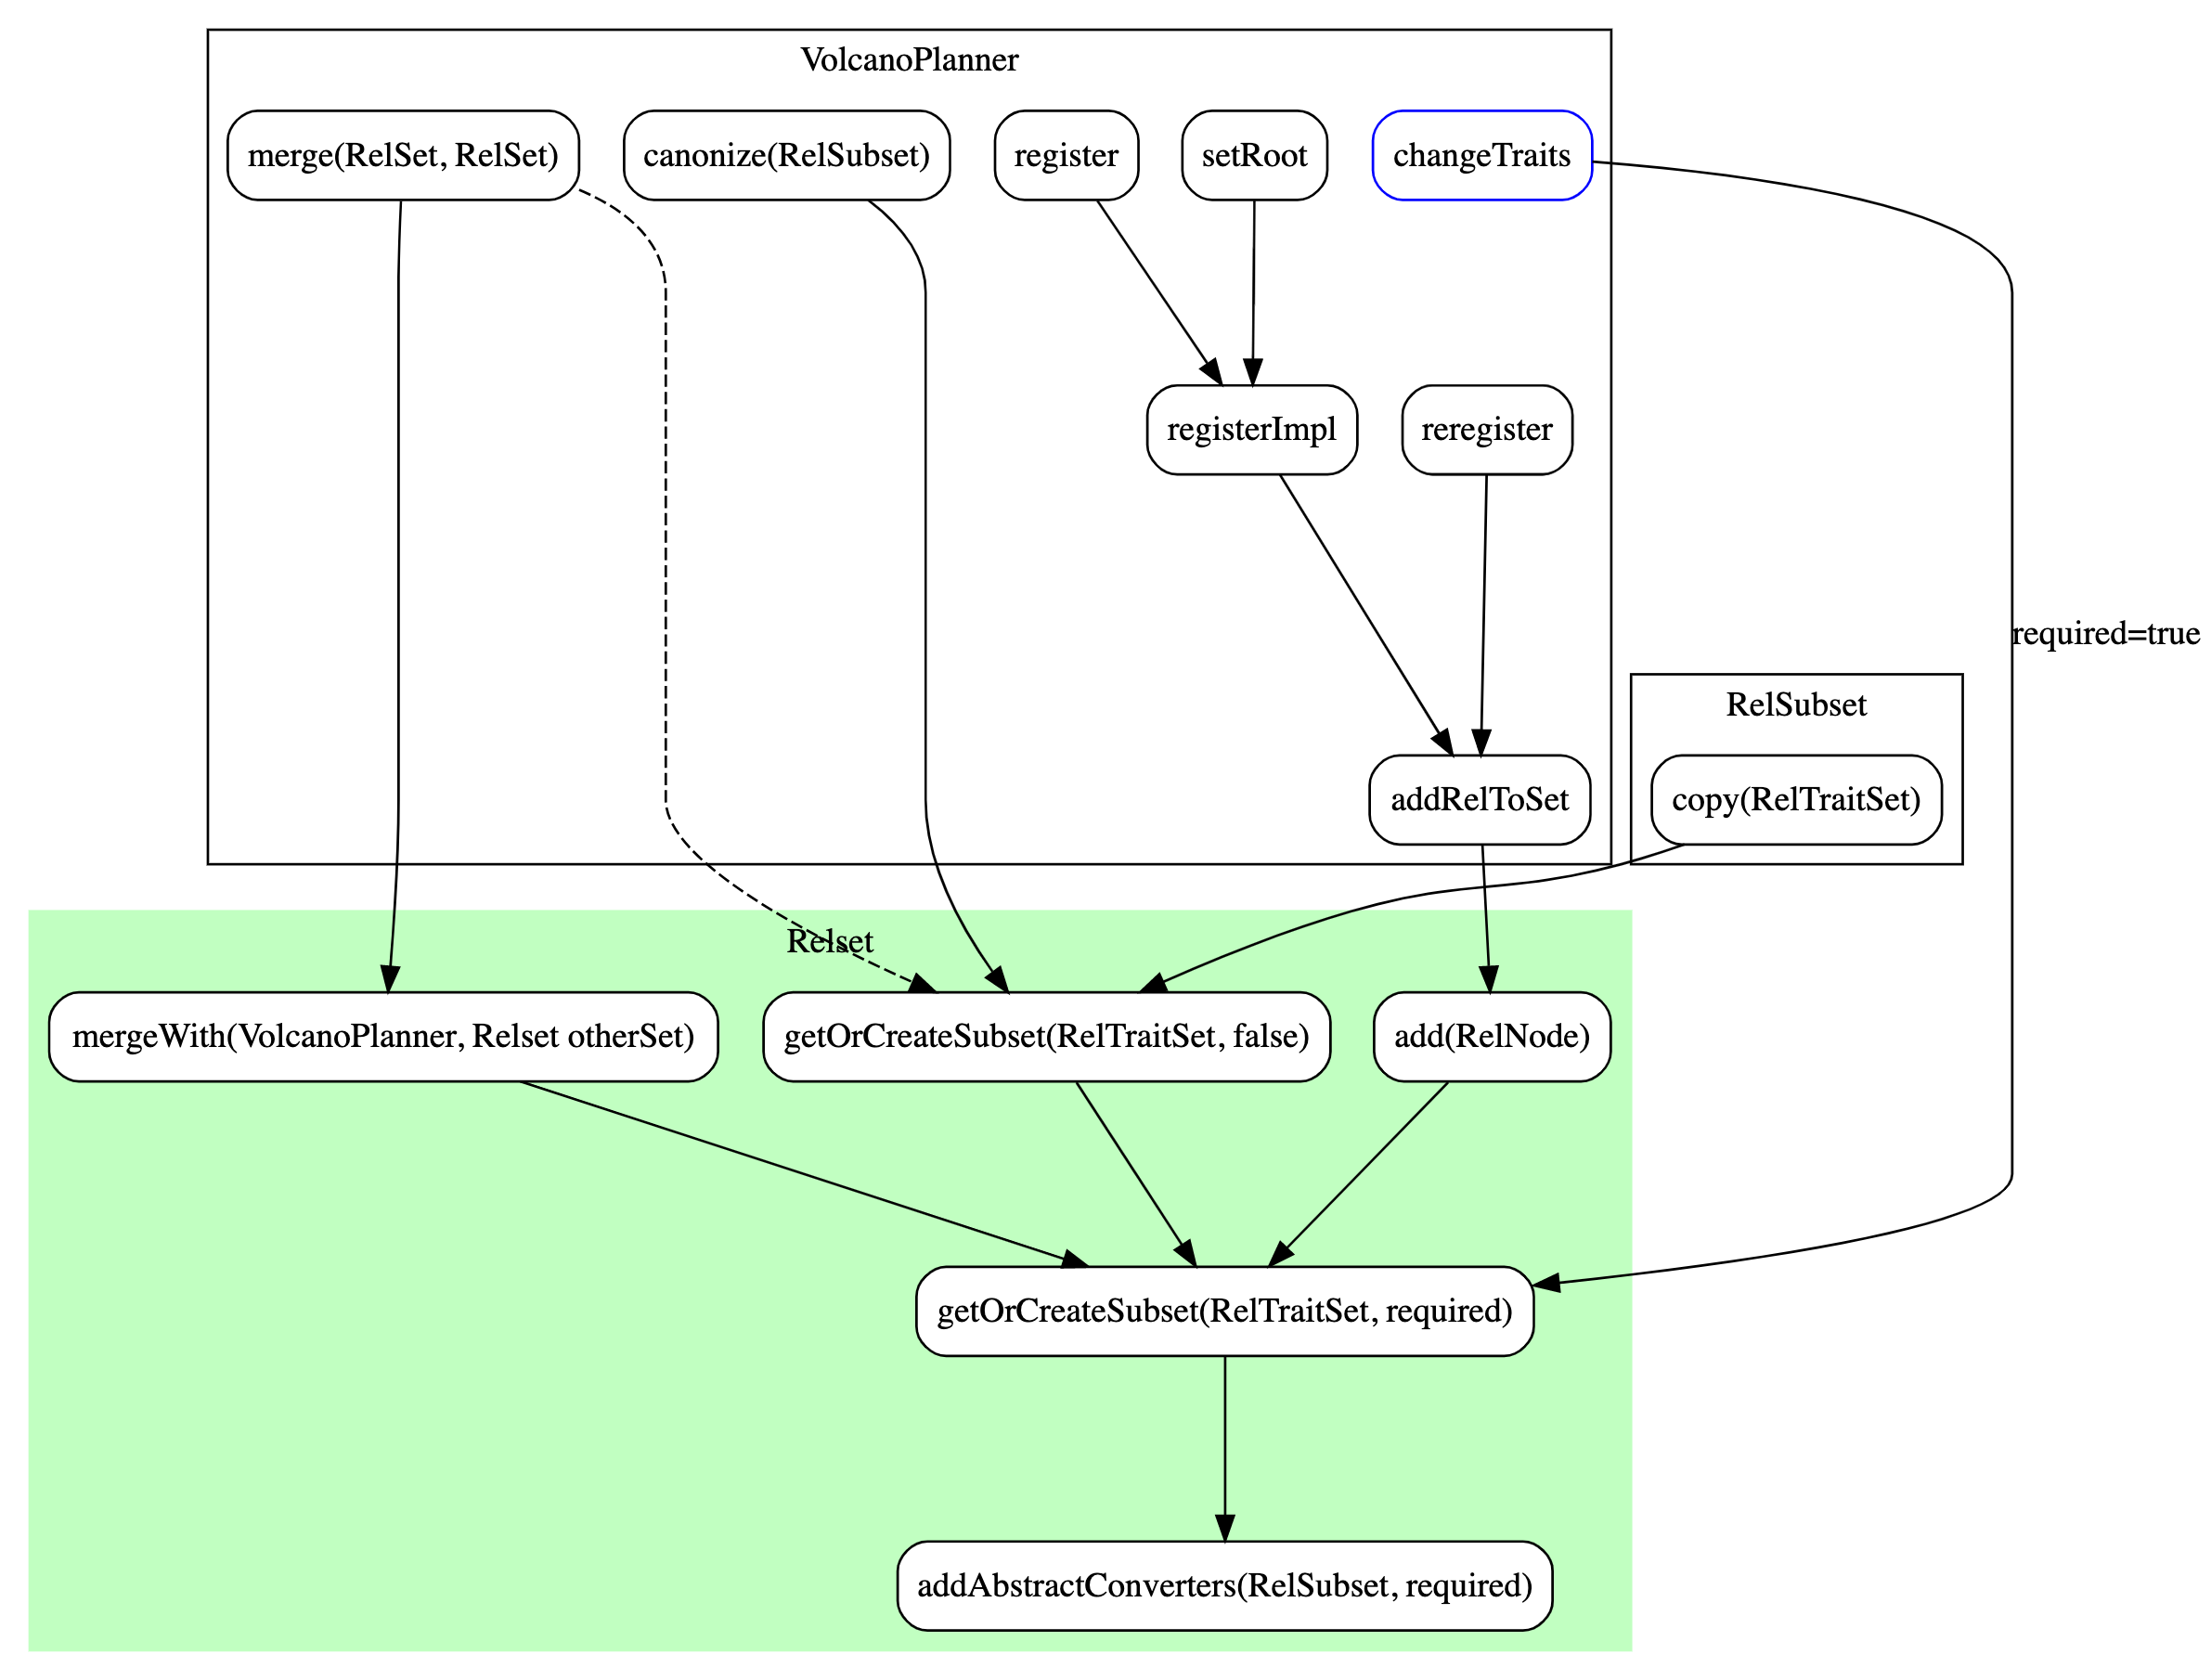 VolcanoPlanner
merge(RelSet, RelSet)
canonize(RelSubset)
register
setRoot
changeTraits
registerImpl
reregister
required=true
RelSubset
addRelToSet
copy(RelTraitSet)
Relset
mergeWith(VolcanoPlanner, Relset otherSet)
getOrCreateSubset(RelTraitSet, false)
add(RelNode)
getOrCreateSubset(RelTraitSet, required)
addAbstractConverters(RelSubset, required)